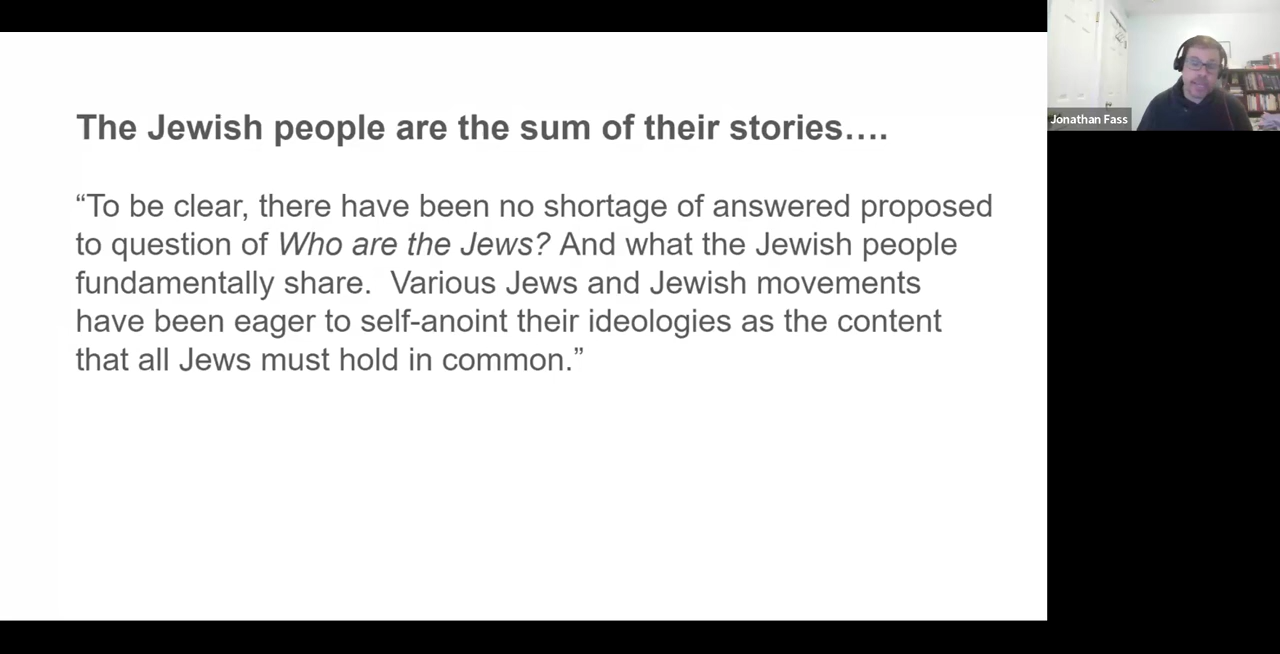 The Jewish people are the sum of their stories….
“To be clear, there have been no shortage of answered proposed
to question of Who are the Jews? And what the Jewish people
fundamentally share.  Various Jews and Jewish movements
have been eager to self-anoint their ideologies as the content
that all Jews must hold in common.”
Jonathan Fass